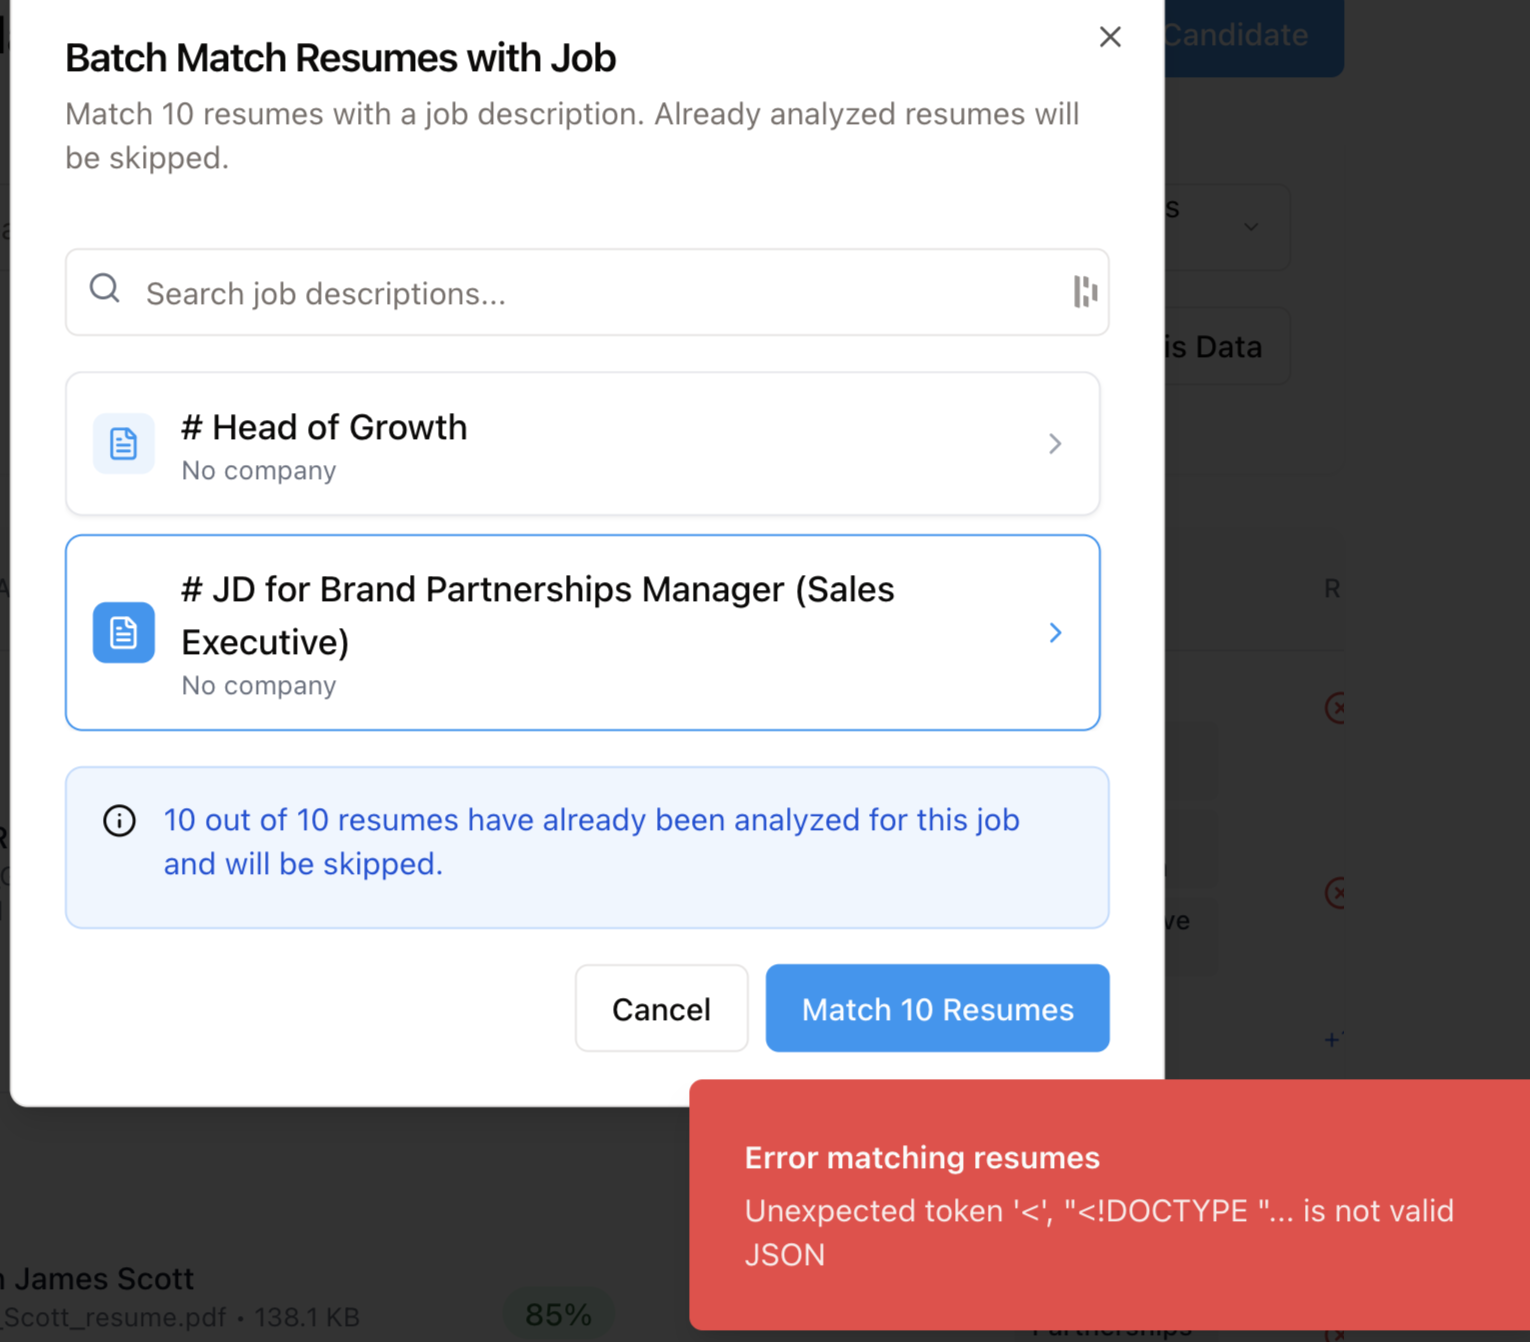 Candidate
Batch Match Resumes with Job
Match 10 resumes with a job description. Already analyzed resumes will
be skipped.
s
Search job descriptions...
is Data
# Head of Growth
No company
# JD for Brand Partnerships Manager (Sales
Executive)
No company
R
10 out of 10 resumes have already been analyzed for this job
and will be skipped.
ve
Cancel
Match 10 Resumes
Error matching resumes
Unexpected token '<', "<!DOCTYPE "... is not valid
JSON
James Scott
_Scott_resume.pdf • 138.1 KB
85%